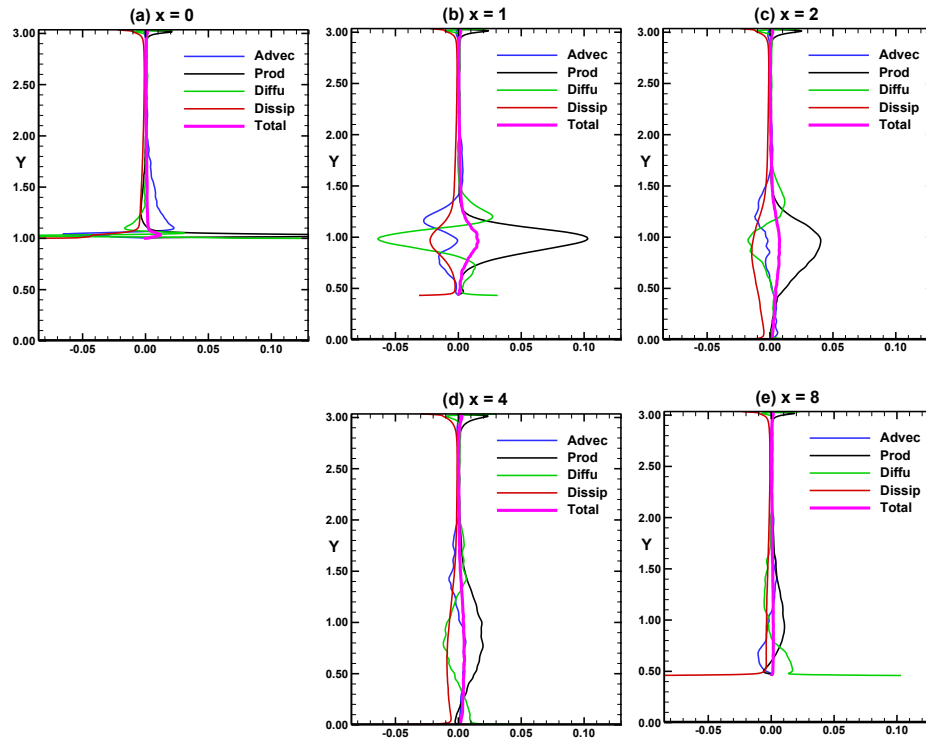 (a) x = 0
3.00
2.50
2.00
1.50
1.00
0.50
0.00
Y
-0.05
0.00
0.05
0.10
Advec
Prod
Diffu
Dissip
Total
(b) x = 1
3.00
2.50
2.00
1.50
1.00
0.50
0.00
Y
-0.05
0.00
0.05
0.10
Advec
Prod
Diffu
Dissip
Total
(c) x = 2
3.00
2.50
2.00
1.50
1.00
0.50
0.00
Y
-0.05
0.00
0.05
0.10
Advec
Prod
Diffu
Dissip
Total
(d) x = 4
3.00
2.50
2.00
1.50
1.00
0.50
0.00
Y
-0.05
0.00
0.05
0.10
Advec
Prod
Diffu
Dissip
Total
(e) x = 8
3.00
2.50
2.00
1.50
1.00
0.50
0.00
Y
-0.05
0.00
0.05
0.10
Advec
Prod
Diffu
Dissip
Total